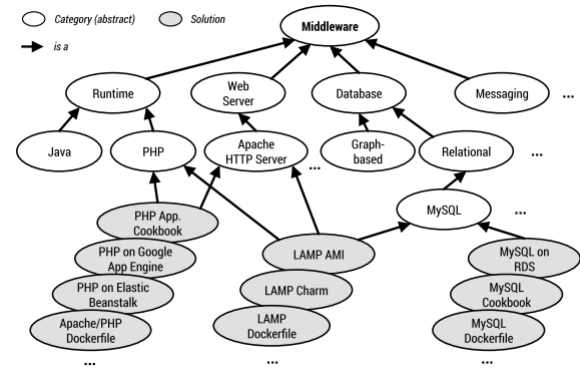 Category (abstract)
Solution
is a
Middleware
Runtime
Web
Server
Database
Messaging
...
Java
PHP
Apache
HTTP Server
...
Graph-
based
Relational
...
MySQL
...
PHP App.
Cookbook
PHP on Google
App Engine
PHP on Elastic
Beanstalk
Apache/PHP
Dockerfile
...
LAMP AMI
LAMP Charm
LAMP
Dockerfile
...
MySQL on
RDS
MySQL
Cookbook
MySQL
Dockerfile
...